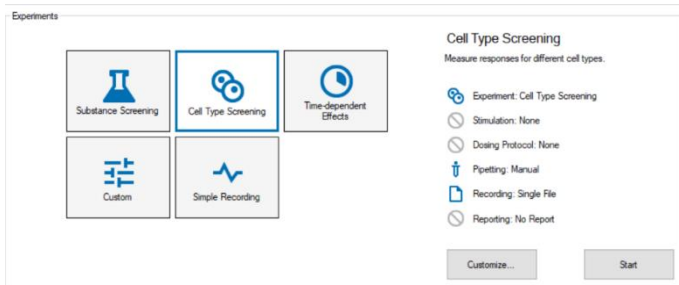 Experiments
Substance Screening
Cell Type Screening
Time-dependent
Effects
Custom
Simple Recording
Cell Type Screening
Measure responses for different cell types.
Experiment: Cell Type Screening
Stimulation: None
Dosing Protocol: None
Pipetting: Manual
Recording: Single File
Reporting: No Report
Customize...
Start